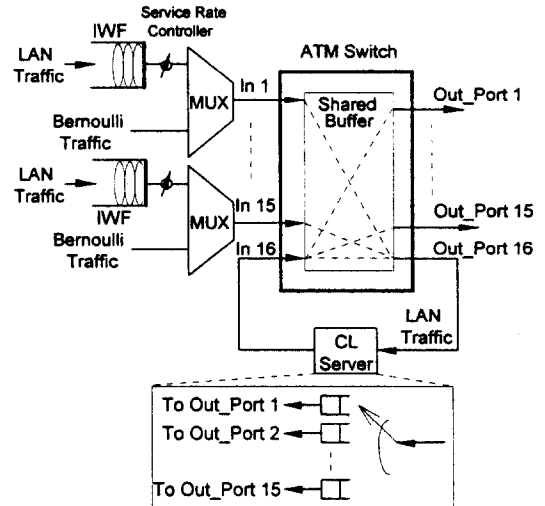 Service Rate
Controller
IWF
LAN
Traffic
MUX
In 1
Bernoulli
Traffic
ATM Switch
Shared
Buffer
Out_Port 1
LAN
Traffic
IWF
MUX
In 15
Bernoulli
Traffic
In 16
Out_Port 15
Out_Port 16
LAN
Traffic
CL
Server
To Out_Port 1
To Out_Port 2
To Out_Port 15